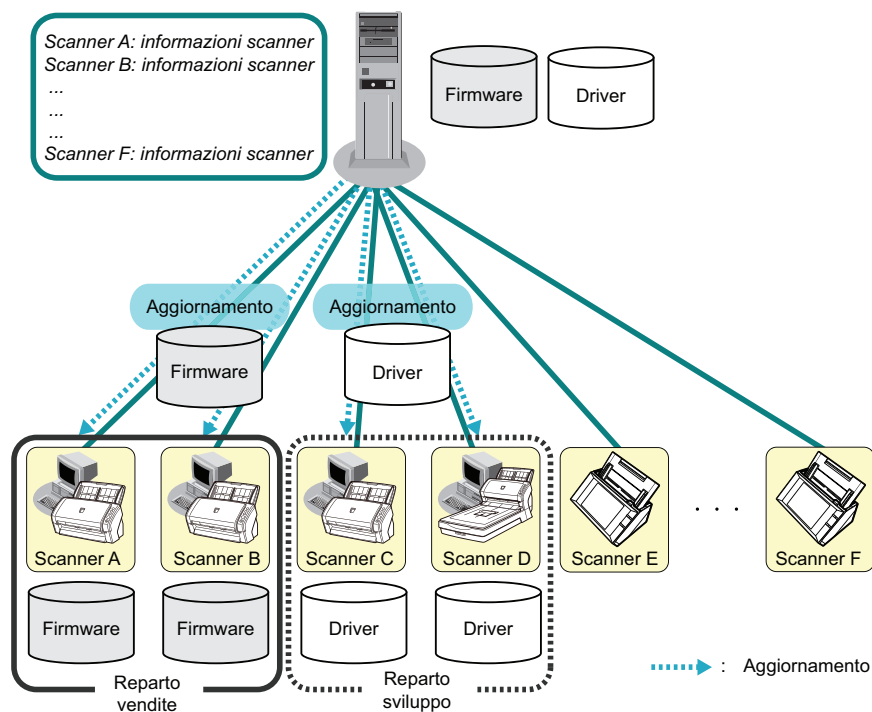 Scanner A: informazioni scanner
Scanner B: informazioni scanner
...
...
...
Scanner F: informazioni scanner
Firmware
Driver
Aggiornamento
Aggiornamento
Firmware
Driver
Scanner A
Scanner B
Scanner C
Scanner D
Scanner E
. . .
Scanner F
Firmware
Firmware
Driver
Driver
Reparto
vendite
Reparto
sviluppo
: Aggiornamento